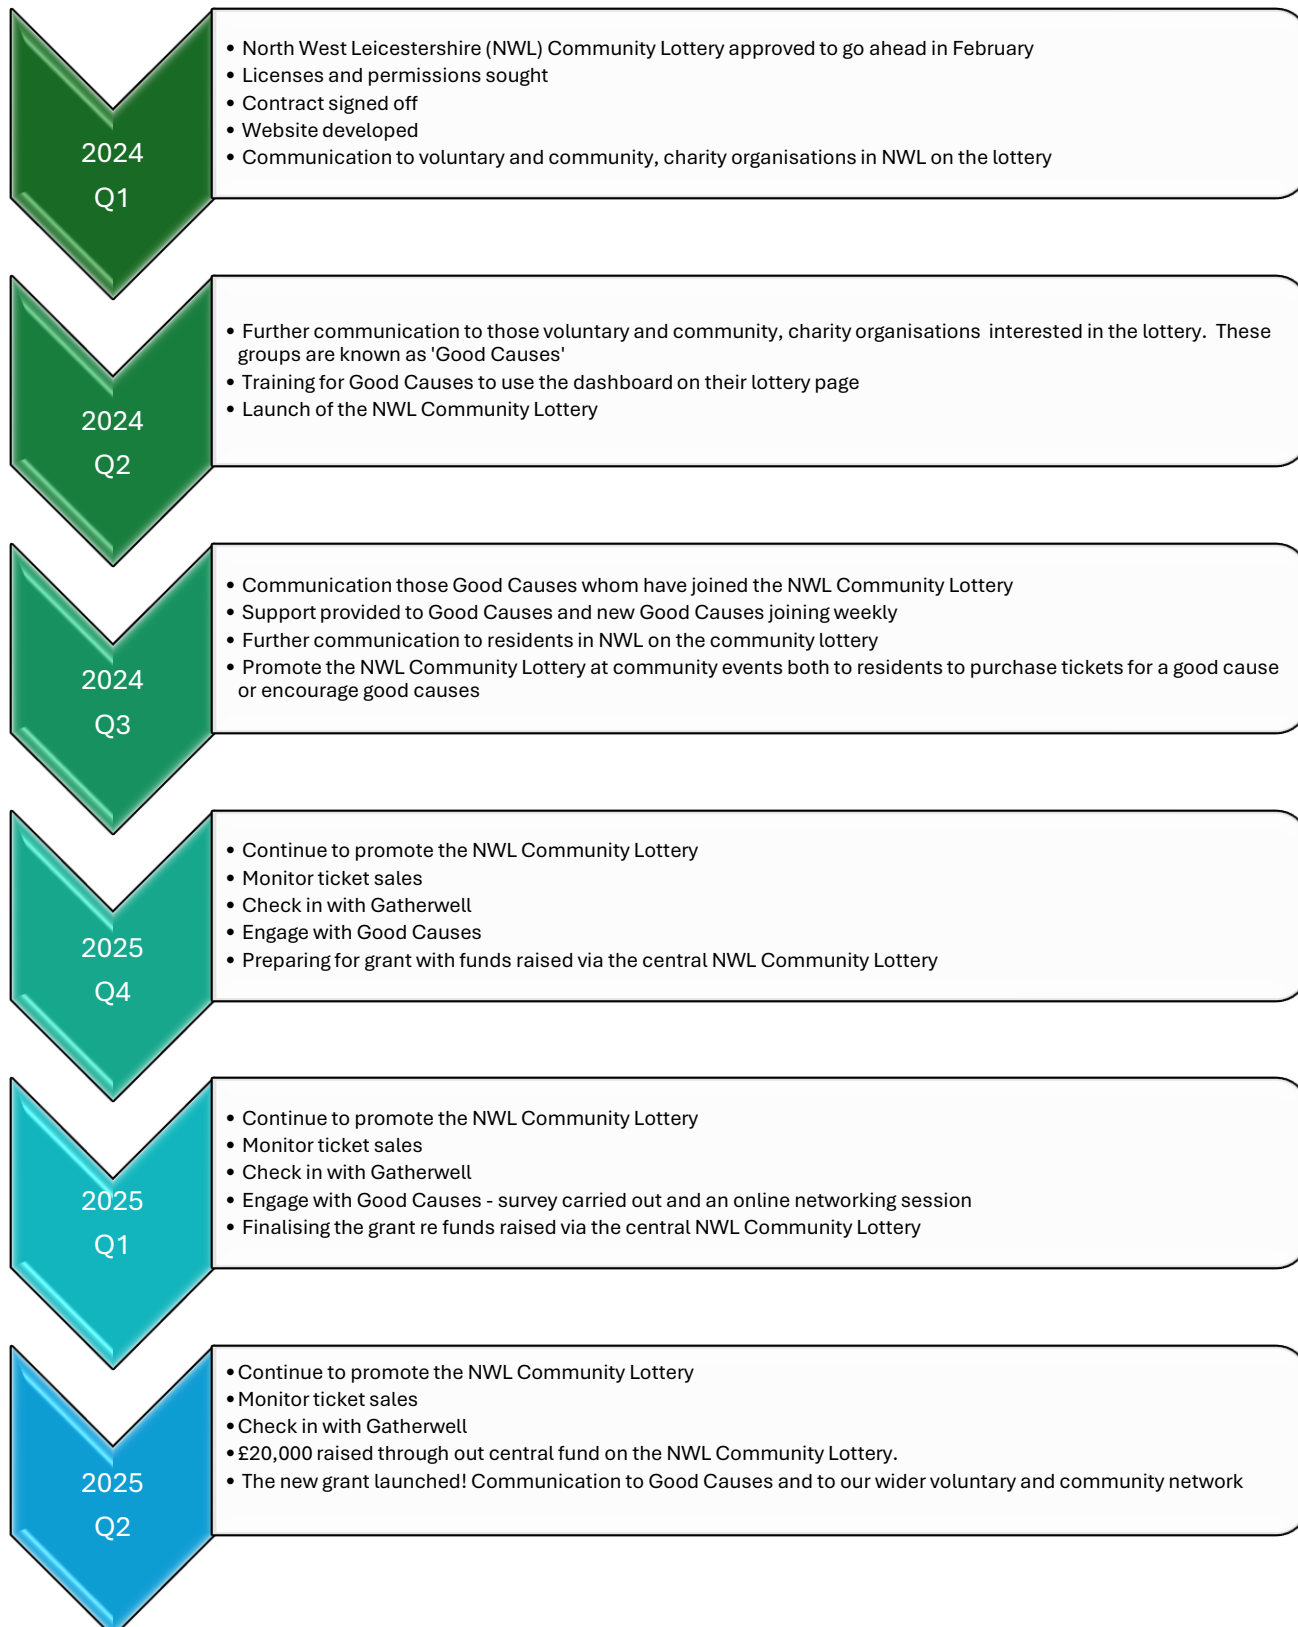 2024
Q1
• North West Leicestershire (NWL) Community Lottery approved to go ahead in February
• Licenses and permissions sought
• Contract signed off
• Website developed
• Communication to voluntary and community, charity organisations in NWL on the lottery
2024
Q2
• Further communication to those voluntary and community, charity organisations  interested in the lottery.  These
groups are known as 'Good Causes'
• Training for Good Causes to use the dashboard on their lottery page
• Launch of the NWL Community Lottery
2024
Q3
• Communication those Good Causes whom have joined the NWL Community Lottery
• Support provided to Good Causes and new Good Causes joining weekly
• Further communication to residents in NWL on the community lottery
• Promote the NWL Community Lottery at community events both to residents to purchase tickets for a good cause
or encourage good causes
2025
Q4
• Continue to promote the NWL Community Lottery
• Monitor ticket sales
• Check in with Gatherwell
• Engage with Good Causes
• Preparing for grant with funds raised via the central NWL Community Lottery
2025
Q1
• Continue to promote the NWL Community Lottery
• Monitor ticket sales
• Check in with Gatherwell
• Engage with Good Causes - survey carried out and an online networking session
• Finalising the grant re funds raised via the central NWL Community Lottery
2025
Q2
• Continue to promote the NWL Community Lottery
• Monitor ticket sales
• Check in with Gatherwell
• £20,000 raised through out central fund on the NWL Community Lottery.
• The new grant launched! Communication to Good Causes and to our wider voluntary and community network